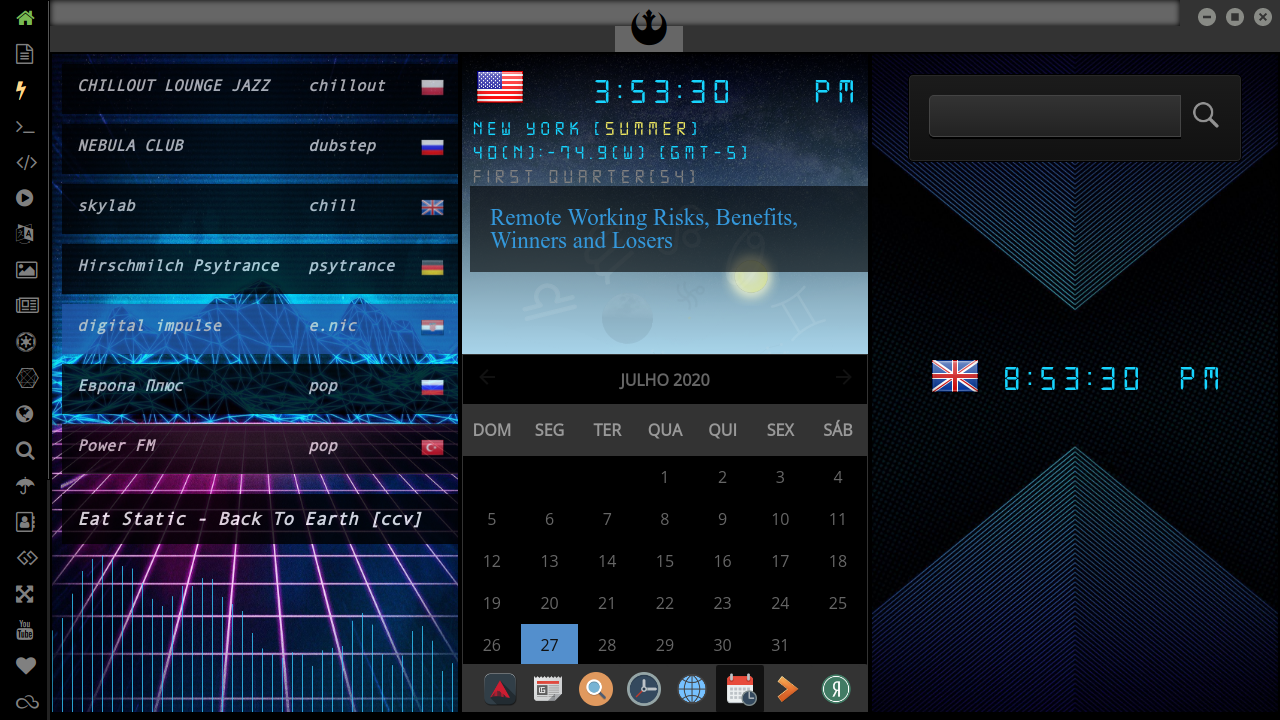 CHILLOUT LOUNGE JAZZ chillout
NEBULA CLUB dubstep
skylab chill
Hirschmilch Psytrance psytrance
digital impulse e.nic
Европа Плюс pop
Power FM pop
Eat Static - Back To Earth [ccv]
3:53:30 PM
NEW YORK (SUMMER)
40(N):-74.9(W) (GMT-5)
FIRST QUARTER(54)
Remote Working Risks, Benefits,
Winners and Losers
JULHO 2020
DOM SEG TER QUA QUI SEX SÁB
1 2 3 4
5 6 7 8 9 10 11
12 13 14 15 16 17 18
19 20 21 22 23 24 25
26 27 28 29 30 31
8:53:30 PM
You
Tube
Я